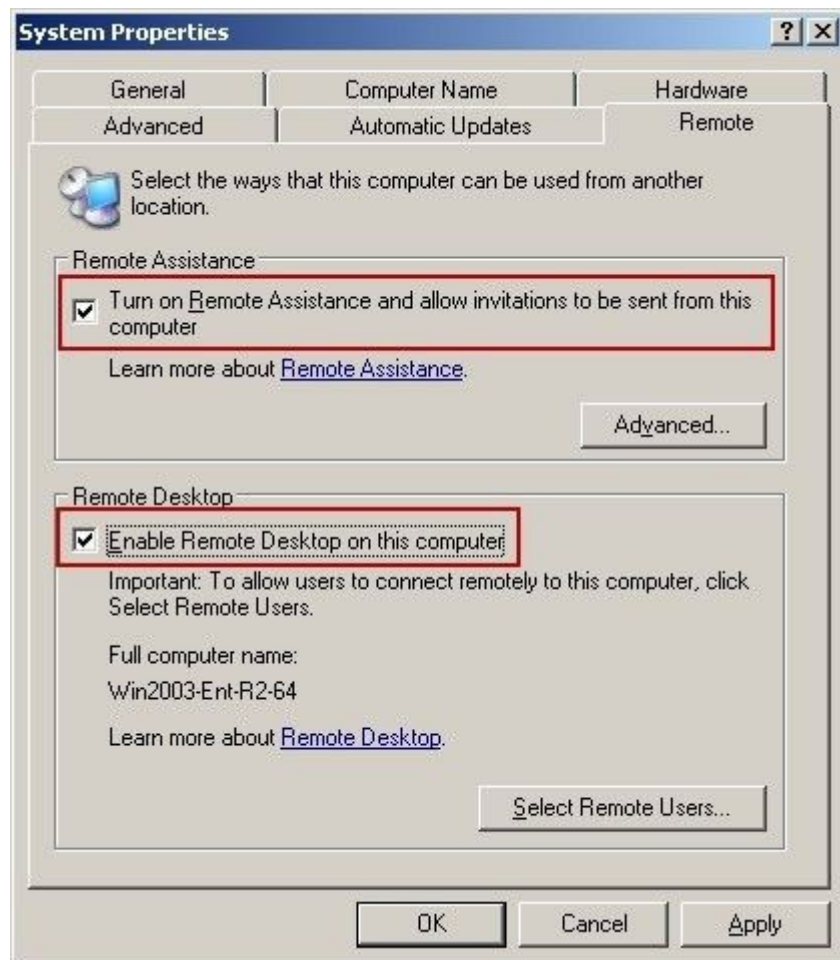 System Properties
General
Computer Name
Hardware
Advanced
Automatic Updates
Remote
Select the ways that this computer can be used from another
location.
Remote Assistance
Turn on Remote Assistance and allow invitations to be sent from this
computer
Learn more about Remote Assistance.
Advanced...
Remote Desktop
Enable Remote Desktop on this computer
Important: To allow users to connect remotely to this computer, click
Select Remote Users.
Full computer name:
Win2003-Ent-R2-64
Learn more about Remote Desktop.
Select Remote Users...
OK
Cancel
Apply